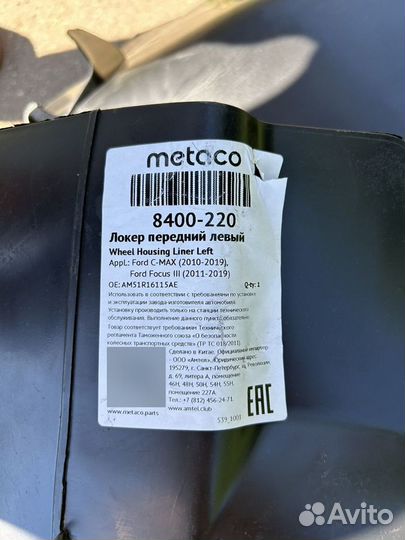 metaco
8400-220
Локер передний левый
Wheel Housing Liner Left
Appl.: Ford C-MAX (2010-2019),
Ford Focus III (2011-2019)
OE: AM51R16115AE Q-ty: 1
Использовать в соответствии с требованиями по установке
и эксплуатации завода-изготовителя автомобиля.
Установку производить только на станции технического
обслуживания. Выполнение данного пункта обязательно.
Товар соответствует требованиям Технического
регламента Таможенного союза «О безопасности
колесных транспортных средств» (ТР ТС 018/2011)
Сделано в Китае. Официальный импортер
- ООО «Амтел». Юридический адрес:
195279, г. Санкт-Петербург, ш. Революции,
д. 69, литера А, помещение
46Н, 48Н, 50Н, 54Н, 55Н,
помещение 227А.
Тел.: +7 (812) 456-24-71
www.metaco.parts www.amtel.club
EAC
S39_1003
Avito